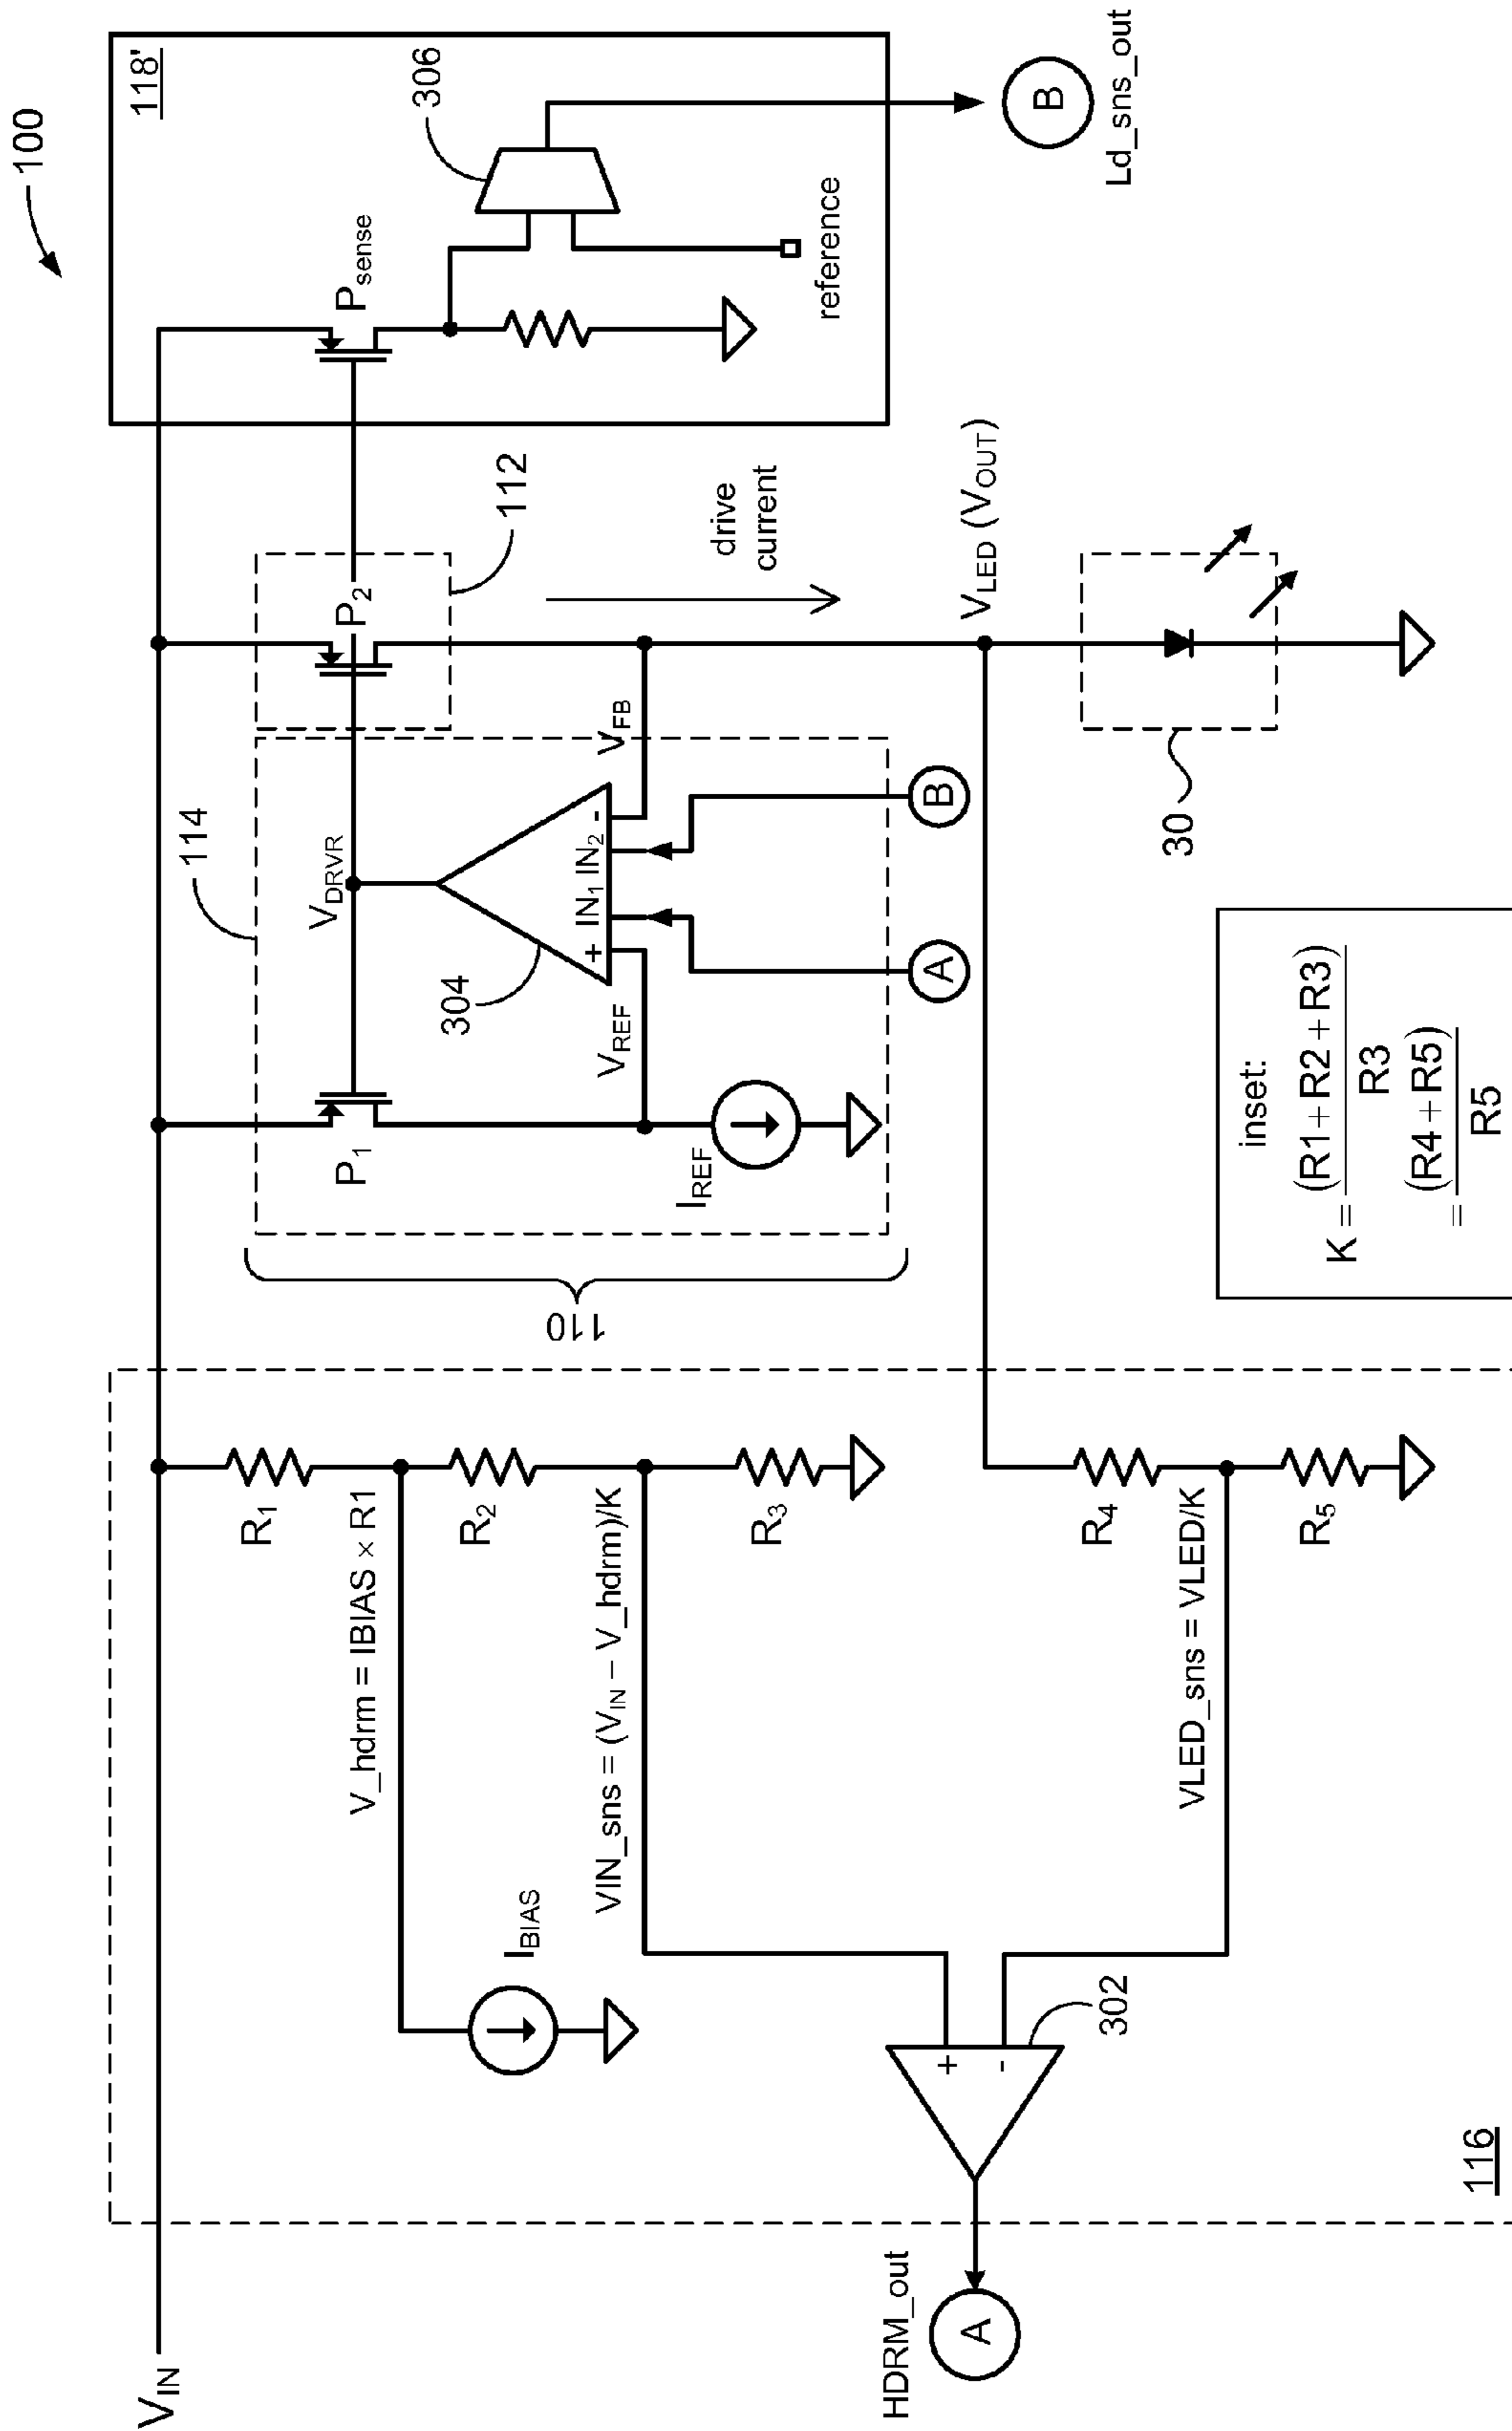 100
V_IN
118'
306
P_sense
reference
B
Ld_sns_out
114
V_DRVR
P_1
P_2
112
304
+ IN_1 IN_2 -
V_REF
V_FB
I_REF
A
B
drive
current
V_LED (V_OUT)
30
110
R_1
V_hdrm = IBIAS × R1
R_2
I_BIAS
VIN_sns = (V_IN – V_hdrm)/K
R_3
R_4
VLED_sns = VLED/K
R_5
+
-
302
HDRM_out
A
116
inset:
K = (R1 + R2 + R3)
R3
= (R4 + R5)
R5